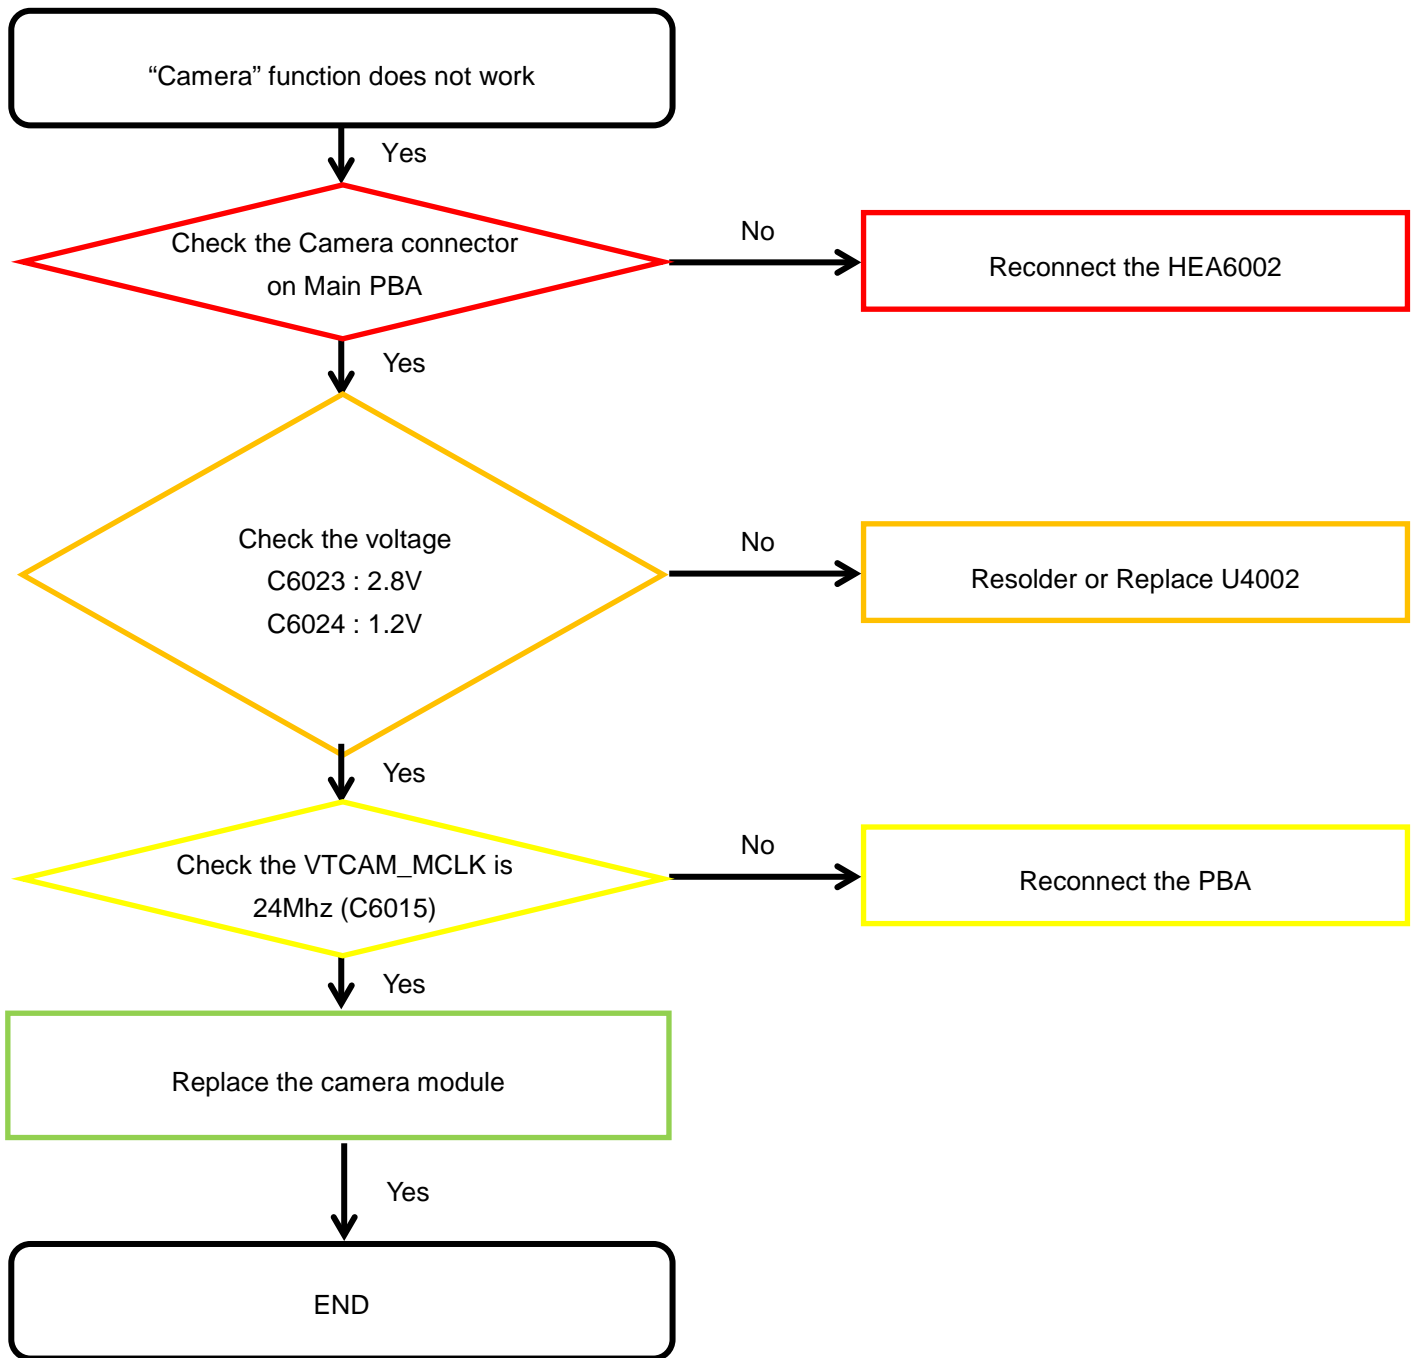 “Camera” function does not work
Yes
Check the Camera connector
on Main PBA
No
Reconnect the HEA6002
Yes
Check the voltage
C6023 : 2.8V
C6024 : 1.2V
No
Resolder or Replace U4002
Yes
Check the VTCAM_MCLK is
24Mhz (C6015)
No
Reconnect the PBA
Yes
Replace the camera module
Yes
END